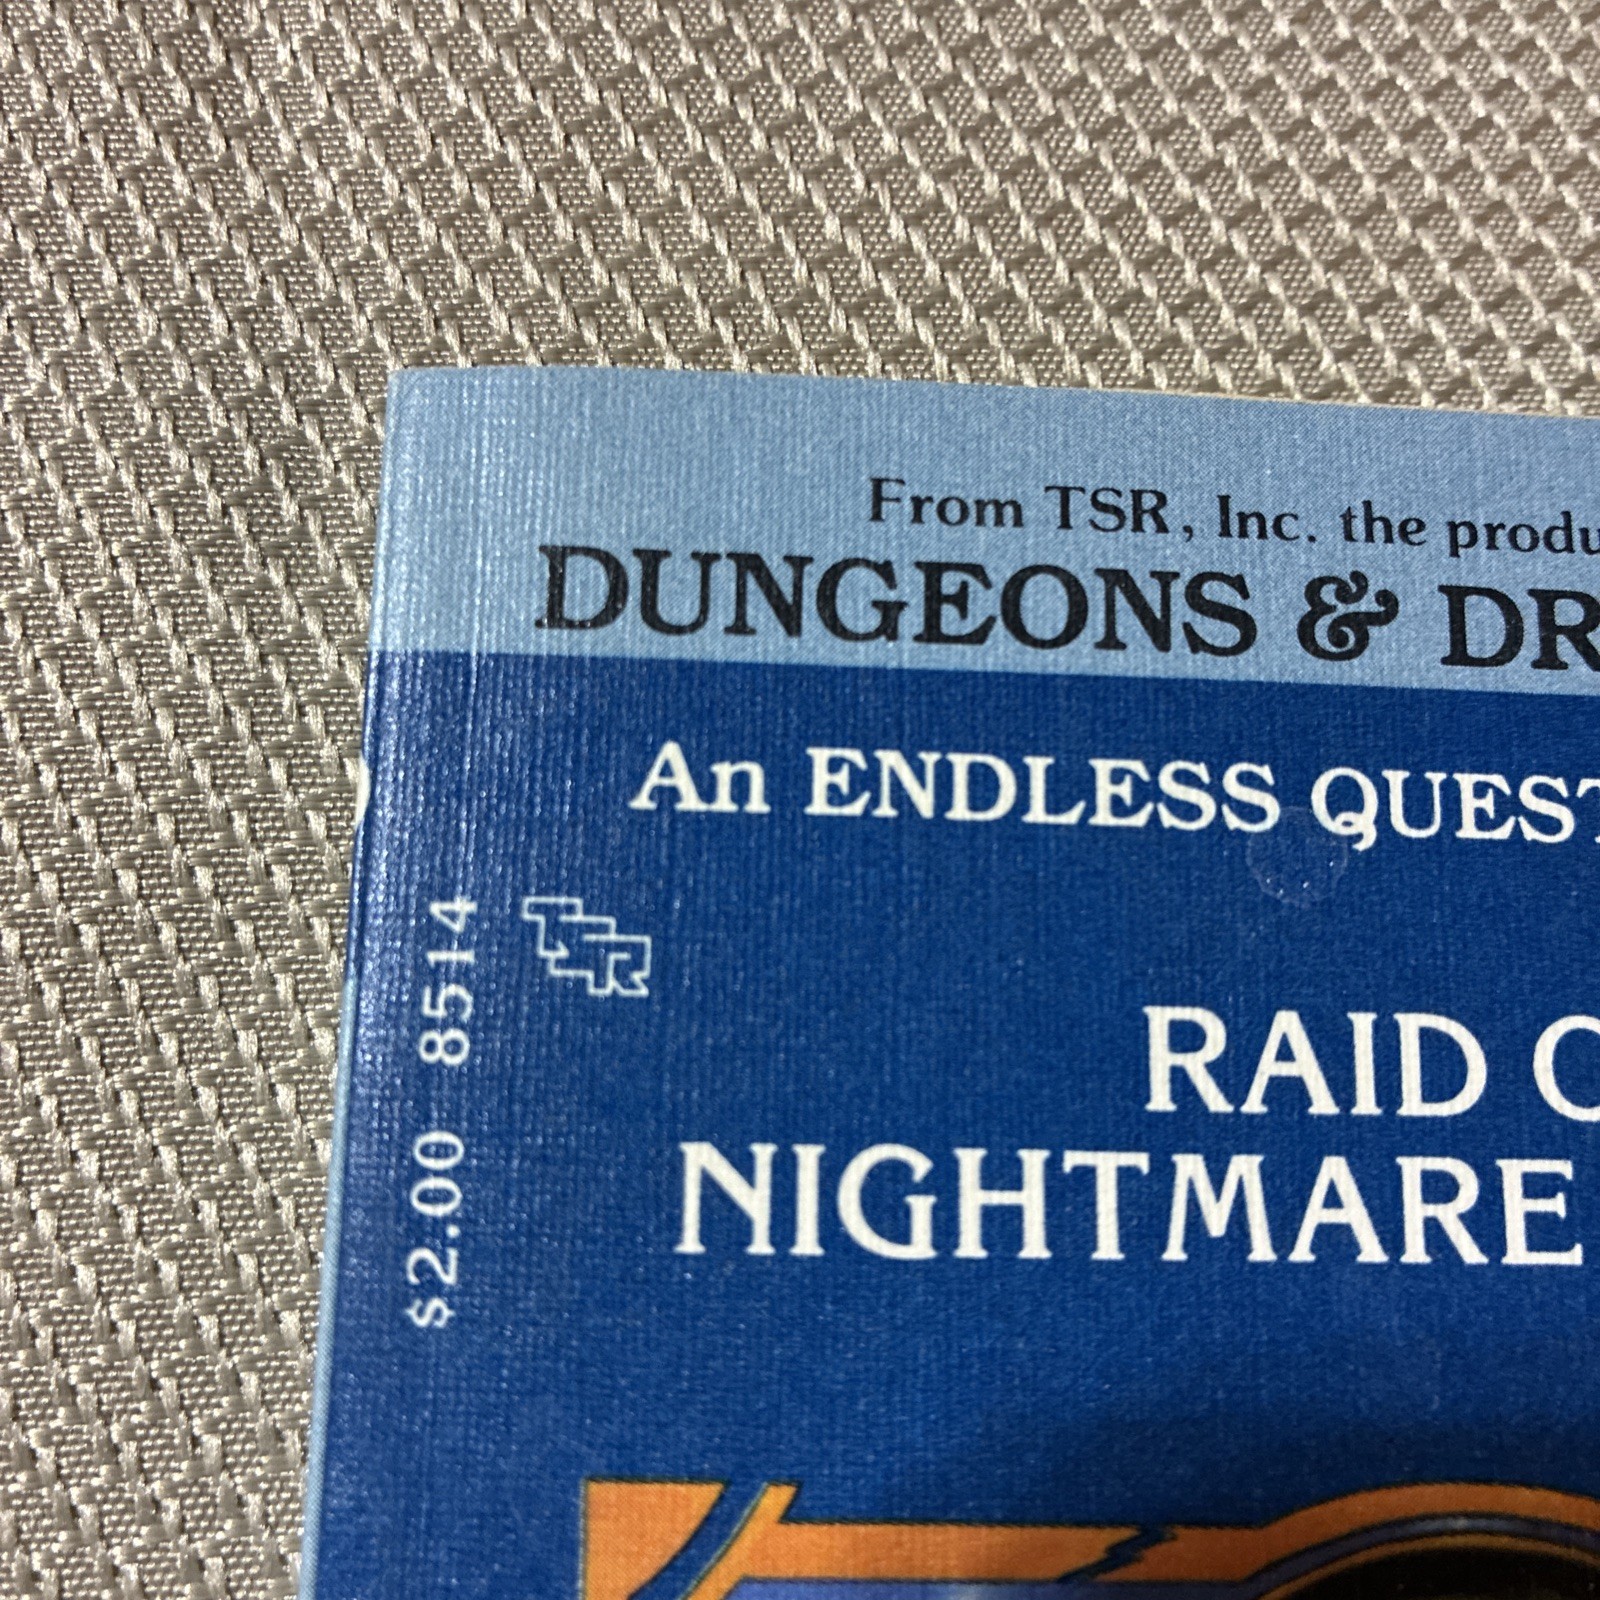 From TSR, Inc. the produ
DUNGEONS & DR
An ENDLESS QUEST
TSR
$2.00 8514
RAID O
NIGHTMARE